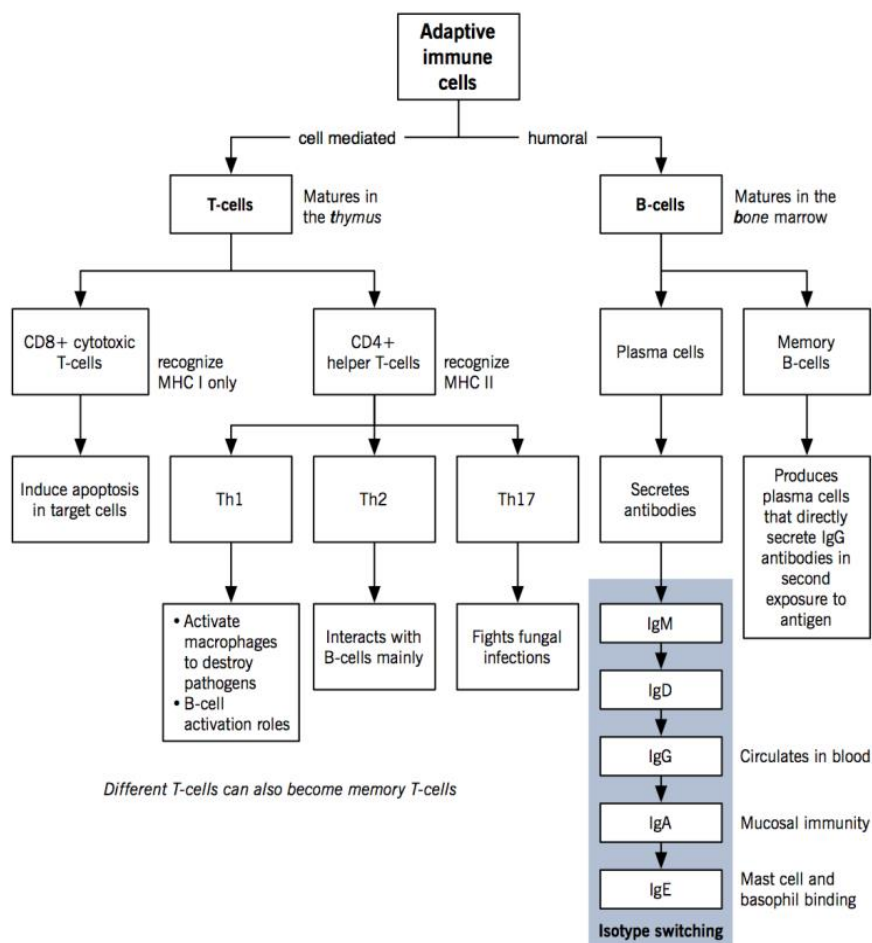 Adaptive
immune
cells
cell mediated
humoral
T-cells
Matures in
the thymus
B-cells
Matures in the
bone marrow
CD8+ cytotoxic
T-cells
recognize
MHC I only
CD4+
helper T-cells
recognize
MHC II
Plasma cells
Memory
B-cells
Induce apoptosis
in target cells
Th1
Th2
Th17
Secretes
antibodies
Produces
plasma cells
that directly
secrete IgG
antibodies in
second
exposure to
antigen
• Activate
macrophages
to destroy
pathogens
• B-cell
activation roles
Interacts with
B-cells mainly
Fights fungal
infections
IgM
IgD
IgG
Circulates in blood
IgA
Mucosal immunity
IgE
Mast cell and
basophil binding
Isotype switching
Different T-cells can also become memory T-cells